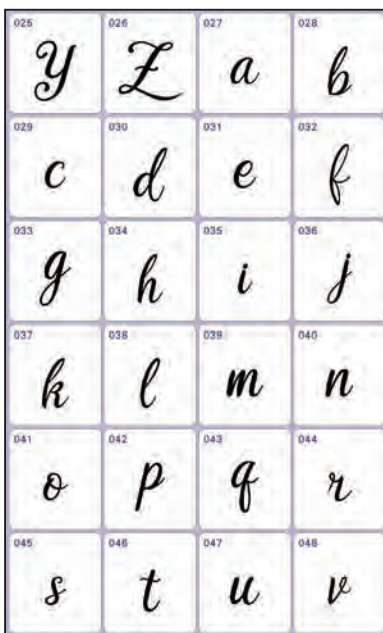 025 026 027 028
Y Z a b
029 030 031 032
c d e f
033 034 035 036
g h i j
037 038 039 040
k l m n
041 042 043 044
o p q r
045 046 047 048
s t u v